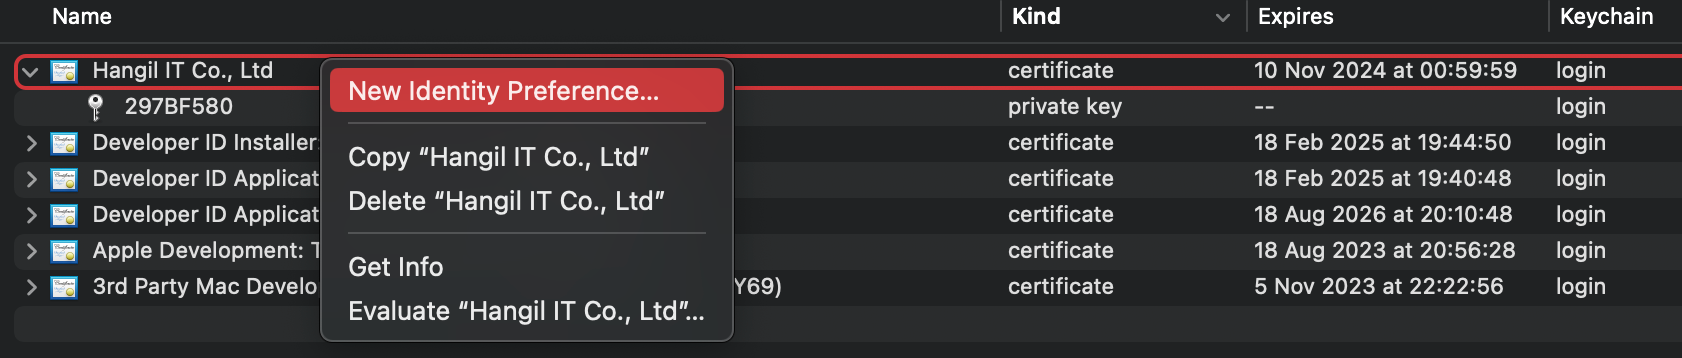 Name Kind Expires Keychain
Hangil IT Co., Ltd certificate 10 Nov 2024 at 00:59:59 login
New Identity Preference...
297BF580 private key -- login
Developer ID Installer certificate 18 Feb 2025 at 19:44:50 login
Copy “Hangil IT Co., Ltd”
Developer ID certificate 18 Feb 2025 at 19:40:48 login
Delete “Hangil IT Co., Ltd”
Developer ID certificate 18 Aug 2026 at 20:10:48 login
Apple Development: certificate 18 Aug 2023 at 20:56:28 login
Get Info
3rd Party Mac Y69) certificate 5 Nov 2023 at 22:22:56 login
Evaluate “Hangil IT Co., Ltd”...